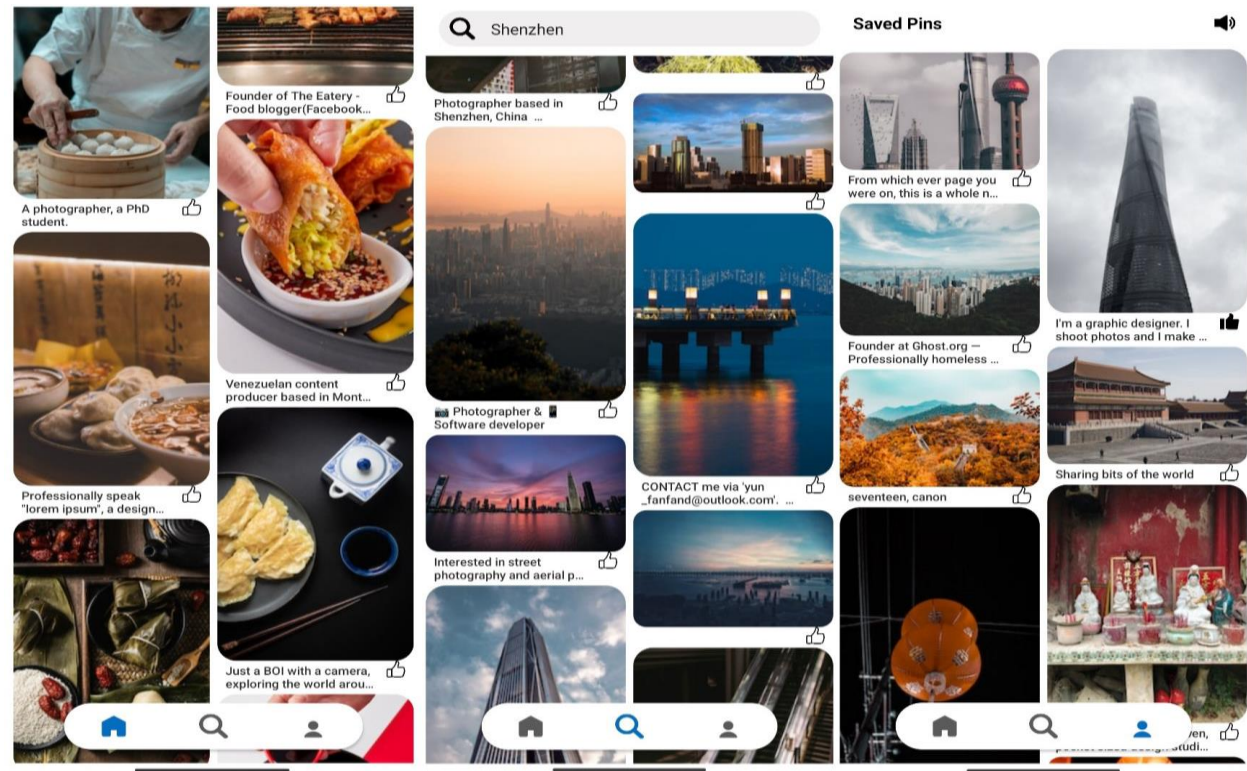 A photographer, a PhD
student.
Professionally speak
"lorem ipsum", a design...
Founder of The Eatery -
Food blogger(Facebook...
Venezuelan content
producer based in Mont...
Just a BOI with a camera,
exploring the world arou...
Shenzhen
Photographer based in
Shenzhen, China ...
📷 Photographer & 📱
Software developer
Interested in street
photography and aerial p...
CONTACT me via 'yun
_fanfand@outlook.com'. ...
Saved Pins
From which ever page you
were on, this is a whole n...
Founder at Ghost.org —
Professionally homeless ...
seventeen, canon
I'm a graphic designer. I
shoot photos and I make ...
Sharing bits of the world